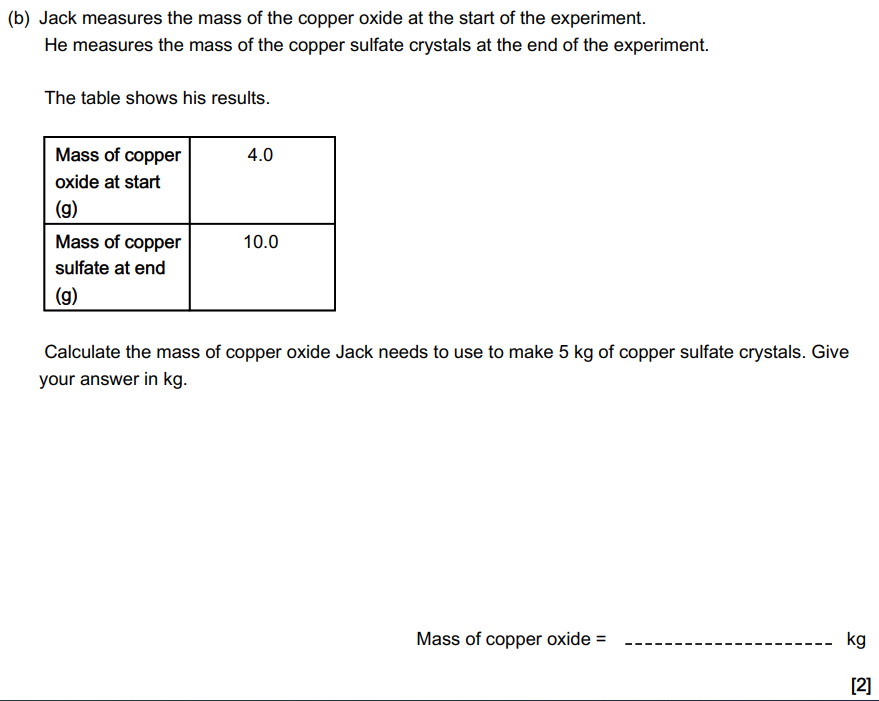 (b) Jack measures the mass of the copper oxide at the start of the experiment.
He measures the mass of the copper sulfate crystals at the end of the experiment.
The table shows his results.
Mass of copper 4.0
oxide at start
(g)
Mass of copper 10.0
sulfate at end
(g)
Calculate the mass of copper oxide Jack needs to use to make 5 kg of copper sulfate crystals. Give
your answer in kg.
Mass of copper oxide = _____________________ kg
[2]